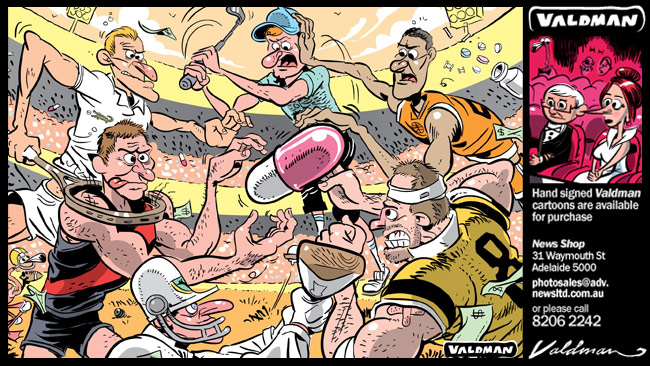 VALDMAN
Hand signed Valdman
cartoons are available
for purchase
News Shop
31 Waymouth St
Adelaide 5000
photosales@adv.
newsltd.com.au
or please call
8206 2242
Valdman
VALDMAN
8
$
$